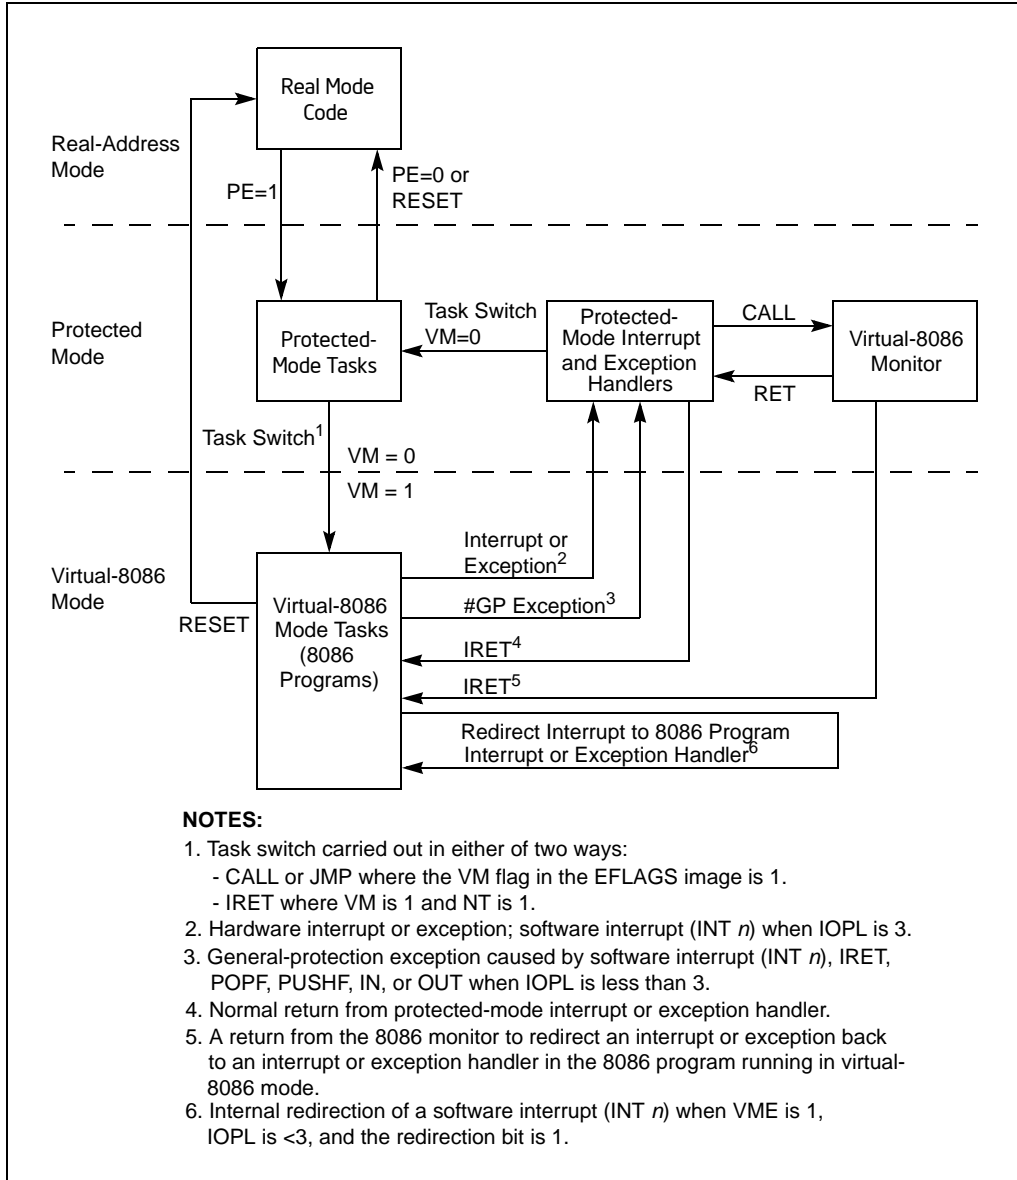 Real Mode
Code
Real-Address
Mode
PE=1
PE=0 or
RESET
Protected
Mode
Protected-
Mode Tasks
Task Switch
VM=0
Protected-
Mode Interrupt
and Exception
Handlers
CALL
RET
Virtual-8086
Monitor
Task Switch1
VM = 0
VM = 1
Virtual-8086
Mode
RESET
Virtual-8086
Mode Tasks
(8086
Programs)
Interrupt or
Exception2
#GP Exception3
IRET4
IRET5
Redirect Interrupt to 8086 Program
Interrupt or Exception Handler6
NOTES:
1. Task switch carried out in either of two ways:
- CALL or JMP where the VM flag in the EFLAGS image is 1.
- IRET where VM is 1 and NT is 1.
2. Hardware interrupt or exception; software interrupt (INT n) when IOPL is 3.
3. General-protection exception caused by software interrupt (INT n), IRET,
POPF, PUSHF, IN, or OUT when IOPL is less than 3.
4. Normal return from protected-mode interrupt or exception handler.
5. A return from the 8086 monitor to redirect an interrupt or exception back
to an interrupt or exception handler in the 8086 program running in virtual-
8086 mode.
6. Internal redirection of a software interrupt (INT n) when VME is 1,
IOPL is <3, and the redirection bit is 1.